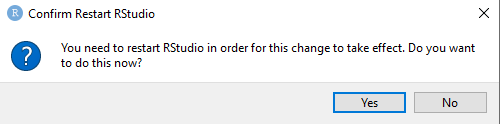 R Confirm Restart RStudio
You need to restart RStudio in order for this change to take effect. Do you want
to do this now?
Yes No